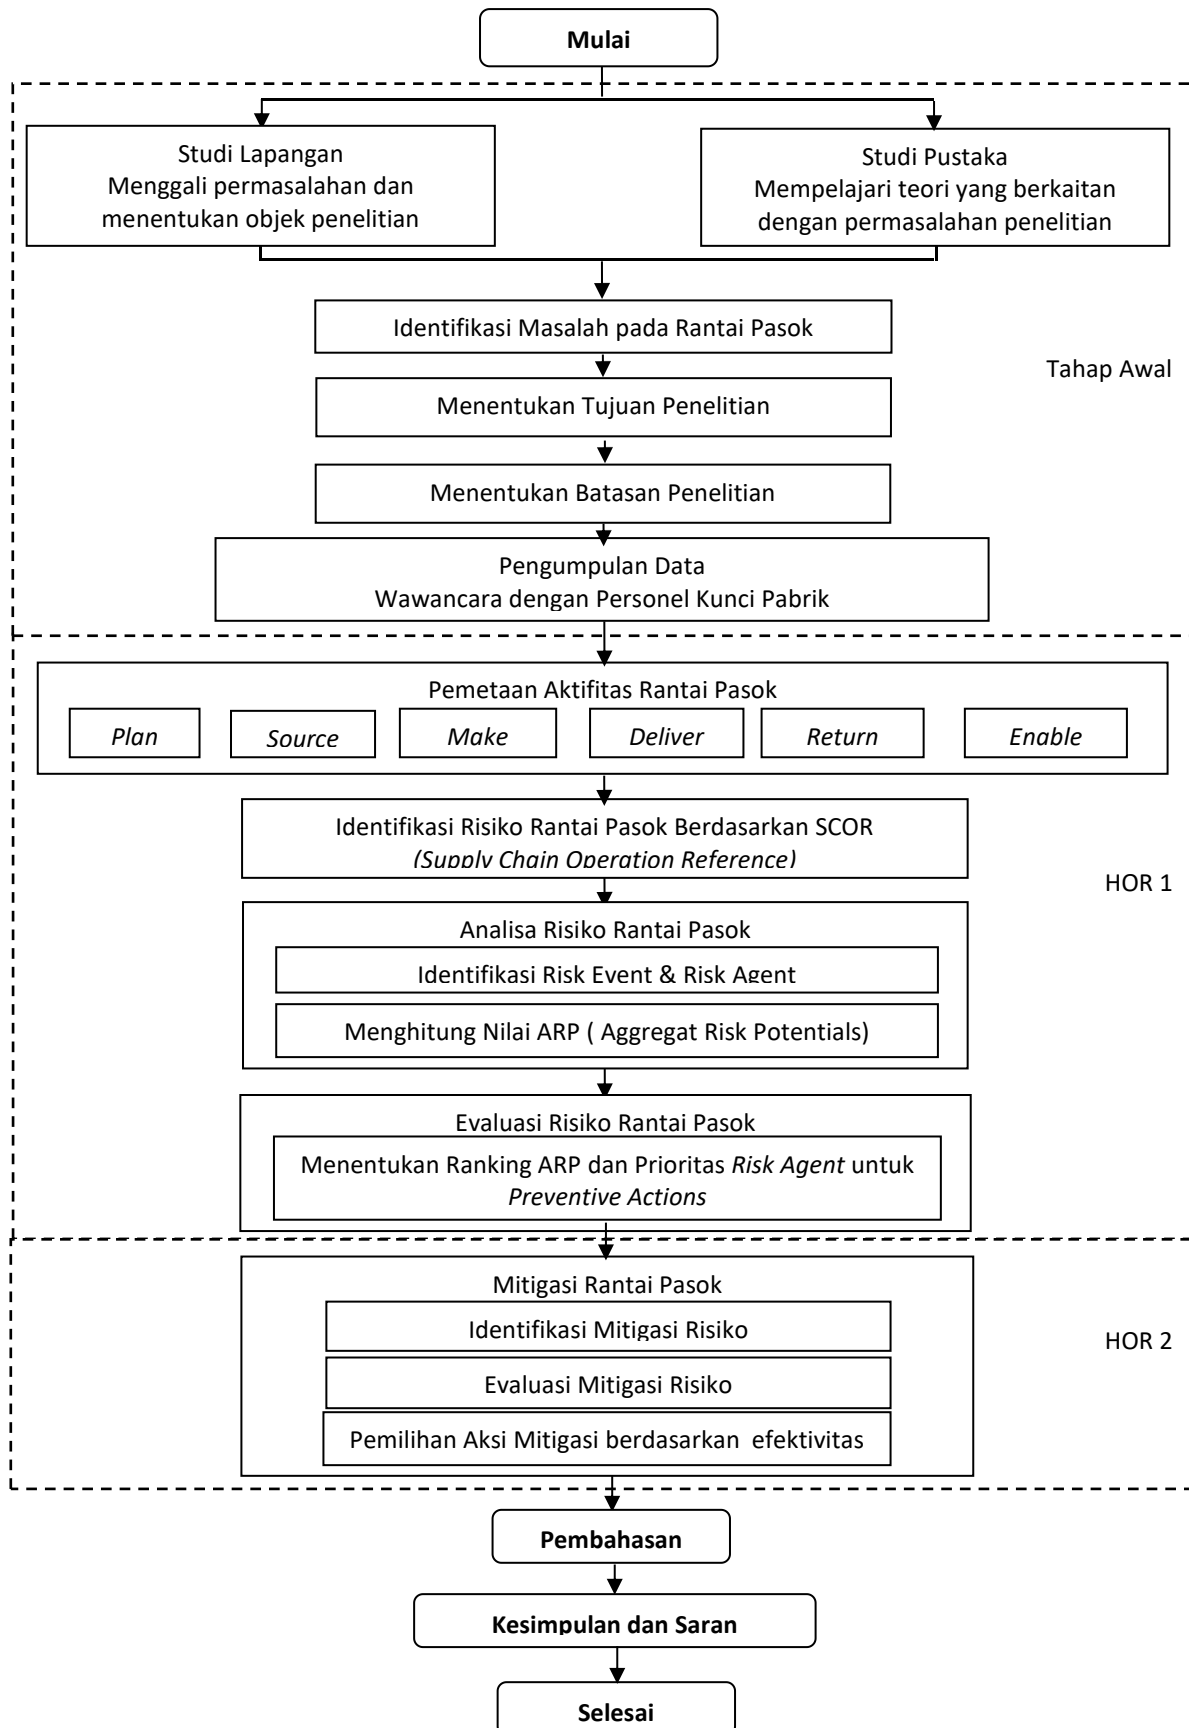 Mulai
Studi Lapangan
Menggali permasalahan dan
menentukan objek penelitian
Studi Pustaka
Mempelajari teori yang berkaitan
dengan permasalahan penelitian
Identifikasi Masalah pada Rantai Pasok
Tahap Awal
Menentukan Tujuan Penelitian
Menentukan Batasan Penelitian
Pengumpulan Data
Wawancara dengan Personel Kunci Pabrik
Pemetaan Aktifitas Rantai Pasok
Plan
Source
Make
Deliver
Return
Enable
Identifikasi Risiko Rantai Pasok Berdasarkan SCOR
(Supply Chain Operation Reference)
HOR 1
Analisa Risiko Rantai Pasok
Identifikasi Risk Event & Risk Agent
Menghitung Nilai ARP ( Aggregat Risk Potentials)
Evaluasi Risiko Rantai Pasok
Menentukan Ranking ARP dan Prioritas Risk Agent untuk
Preventive Actions
Mitigasi Rantai Pasok
Identifikasi Mitigasi Risiko
HOR 2
Evaluasi Mitigasi Risiko
Pemilihan Aksi Mitigasi berdasarkan  efektivitas
Pembahasan
Kesimpulan dan Saran
Selesai